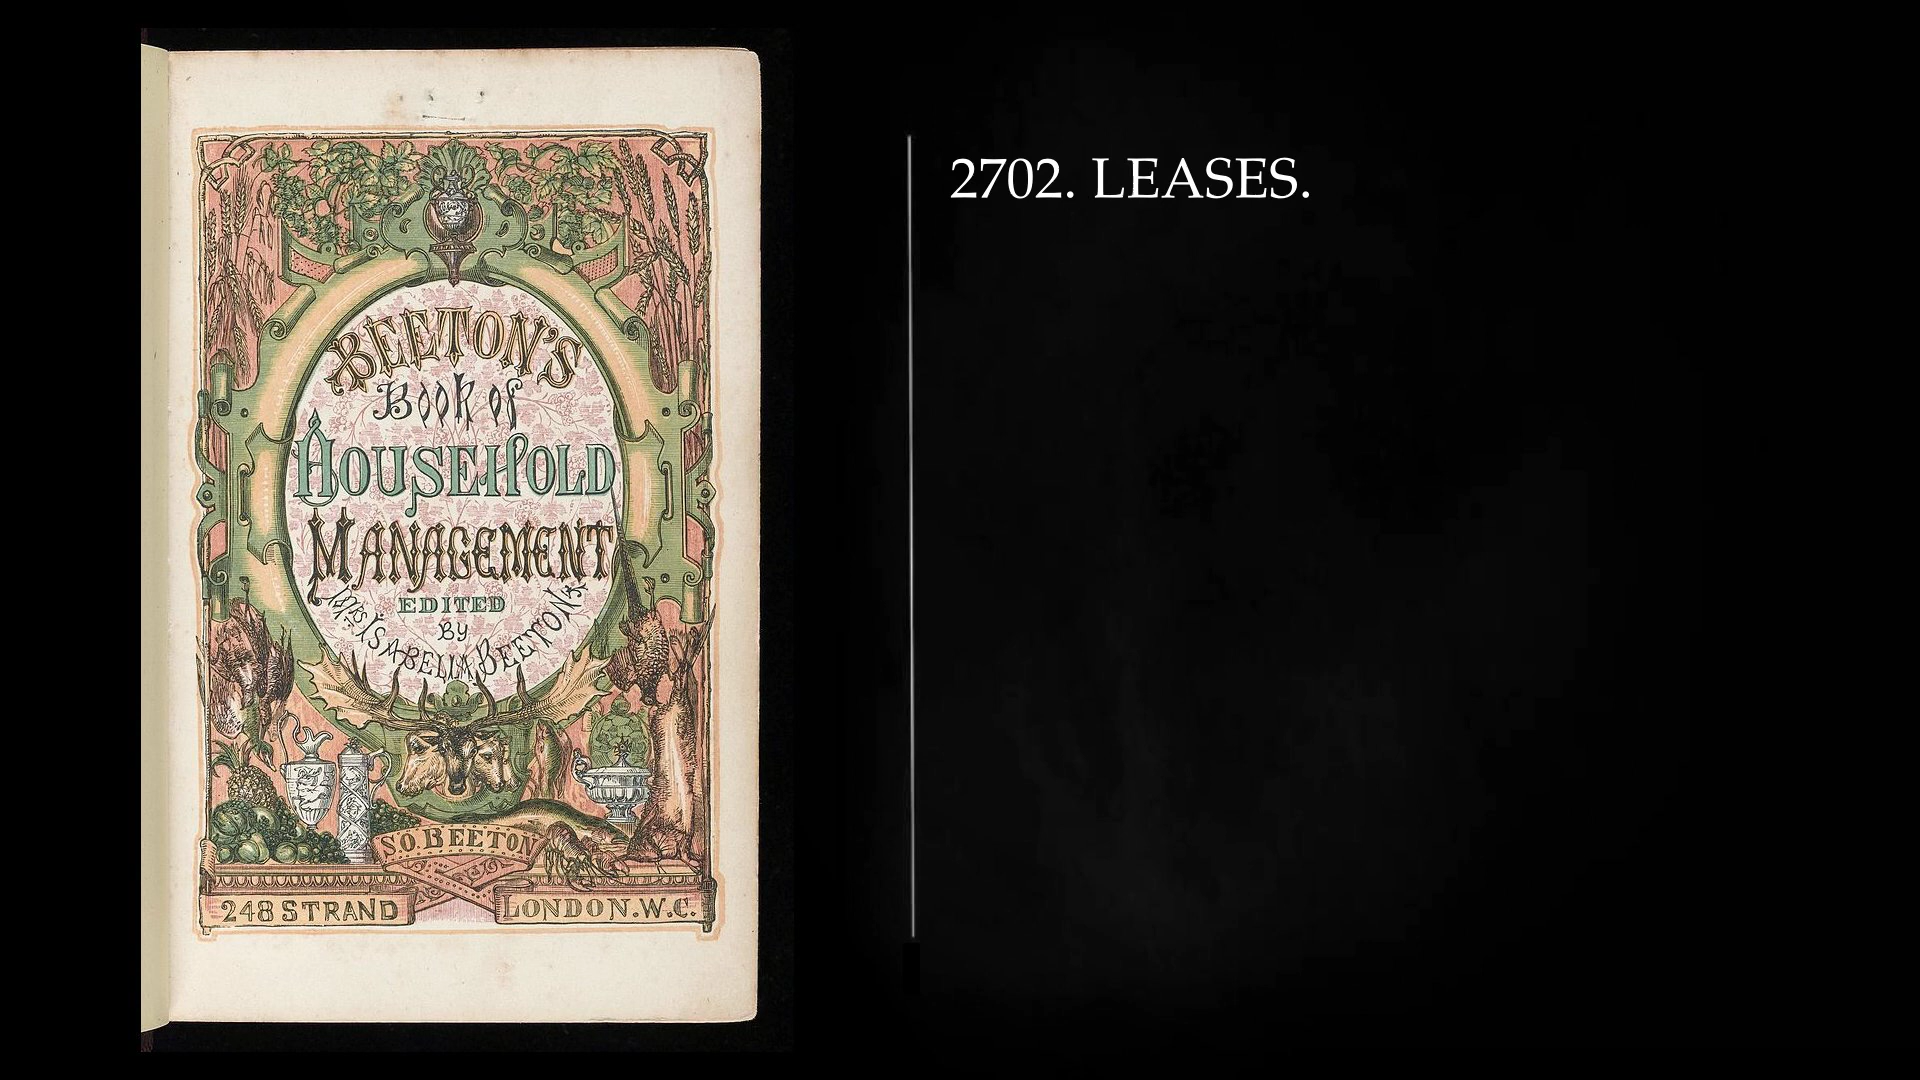 BEETON'S
Book of
HOUSEHOLD
MANAGEMENT
EDITED
By
MRS ISABELLA BEETON
S.O. BEETON
248 STRAND
LONDON. W.C.
2702. LEASES.